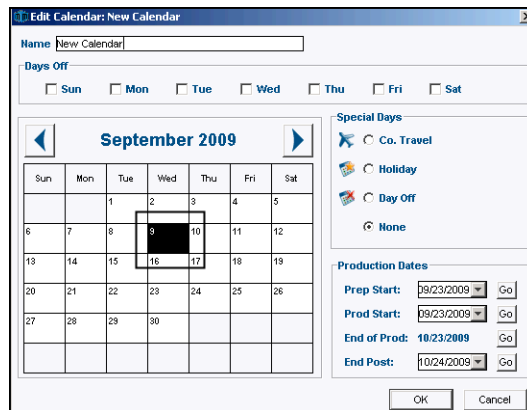 Edit Calendar: New Calendar
Name New Calendar
Days Off
Sun Mon Tue Wed Thu Fri Sat
September 2009
Sun Mon Tue Wed Thu Fri Sat
1 2 3 4 5
6 7 8 9 10 11 12
13 14 15 16 17 18 19
20 21 22 23 24 25 26
27 28 29 30
Special Days
Co. Travel
Holiday
Day Off
None
Production Dates
Prep Start: 09/23/2009 Go
Prod Start: 09/23/2009 Go
End of Prod: 10/23/2009 Go
End Post: 10/24/2009 Go
OK Cancel